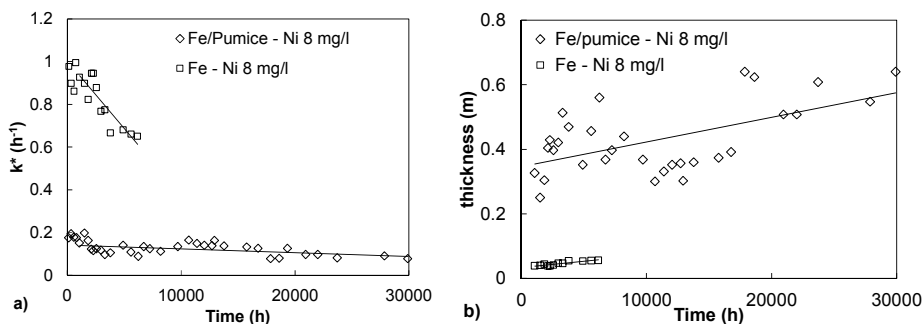 1.2
1
0.8
0.6
0.4
0.2
0
k* (h⁻¹)
Fe/Pumice - Ni 8 mg/l
Fe - Ni 8 mg/l
0 10000 20000 30000
a) Time (h)
0.8
0.6
0.4
0.2
0.0
thickness (m)
Fe/pumice - Ni 8 mg/l
Fe - Ni 8 mg/l
0 10000 20000 30000
b) Time (h)